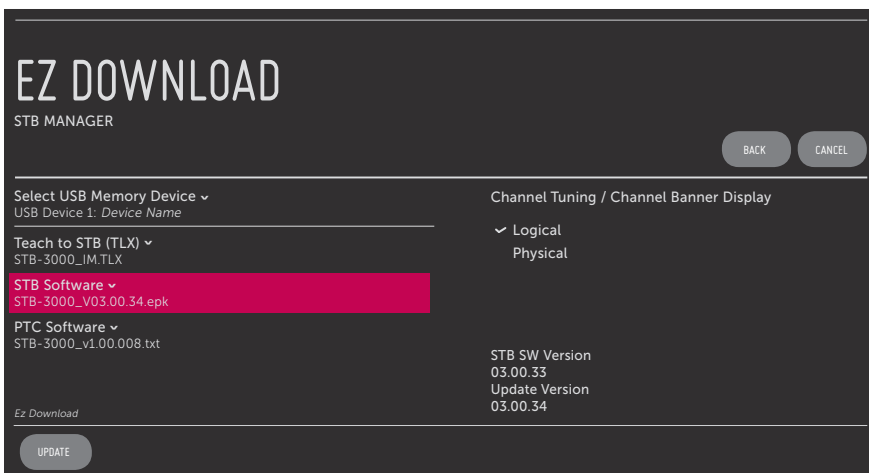 EZ DOWNLOAD
STB MANAGER
BACK
CANCEL
Select USB Memory Device
USB Device 1: Device Name
Teach to STB (TLX)
STB-3000_IM.TLX
STB Software
STB-3000_V03.00.34.epk
PTC Software
STB-3000_v1.00.008.txt
Ez Download
Channel Tuning / Channel Banner Display
Logical
Physical
STB SW Version
03.00.33
Update Version
03.00.34
UPDATE